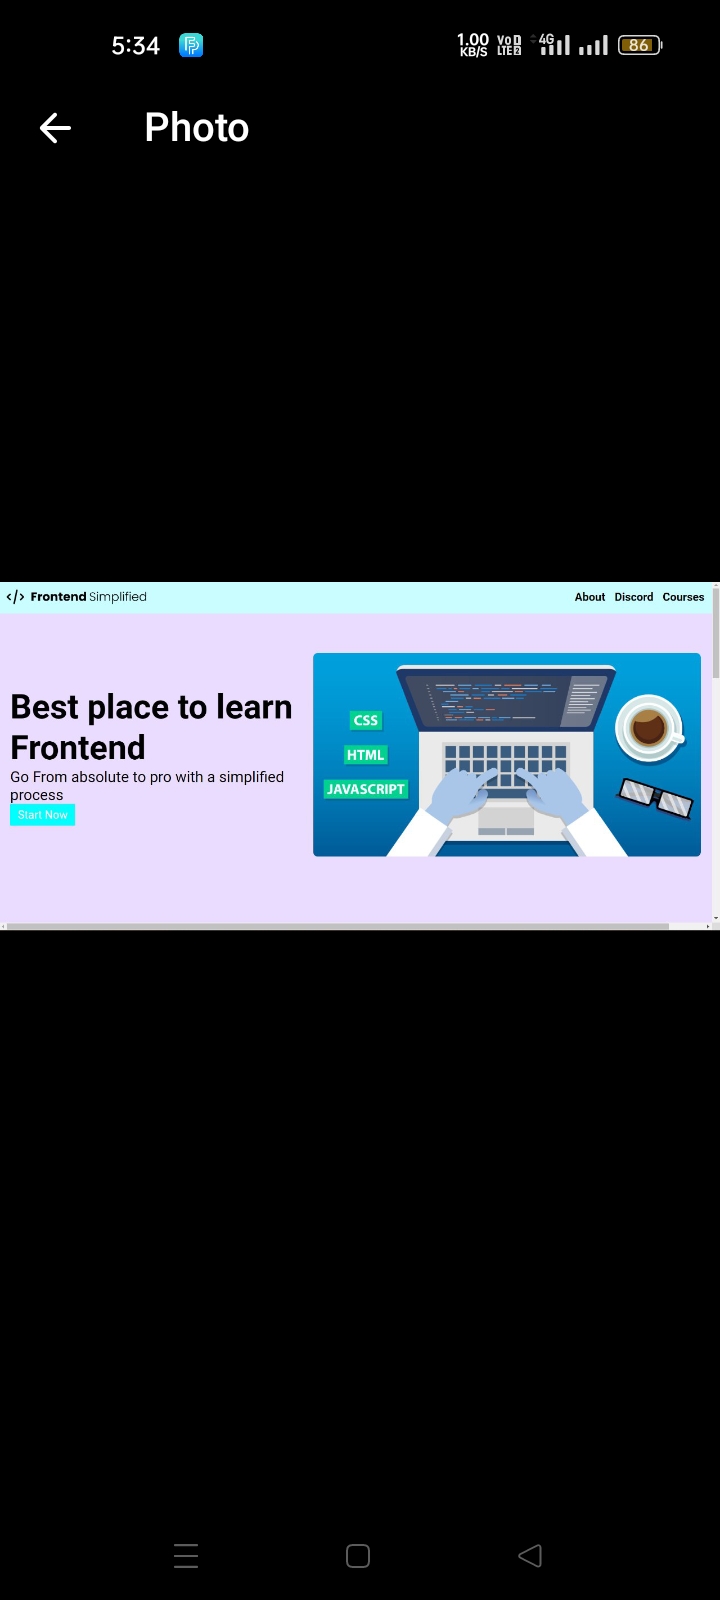 5:34
1.00 KB/S
Vo LTE 2
4G
86
Photo
</> Frontend Simplified
About Discord Courses
Best place to learn
Frontend
Go From absolute to pro with a simplified
process
Start Now
CSS
HTML
JAVASCRIPT